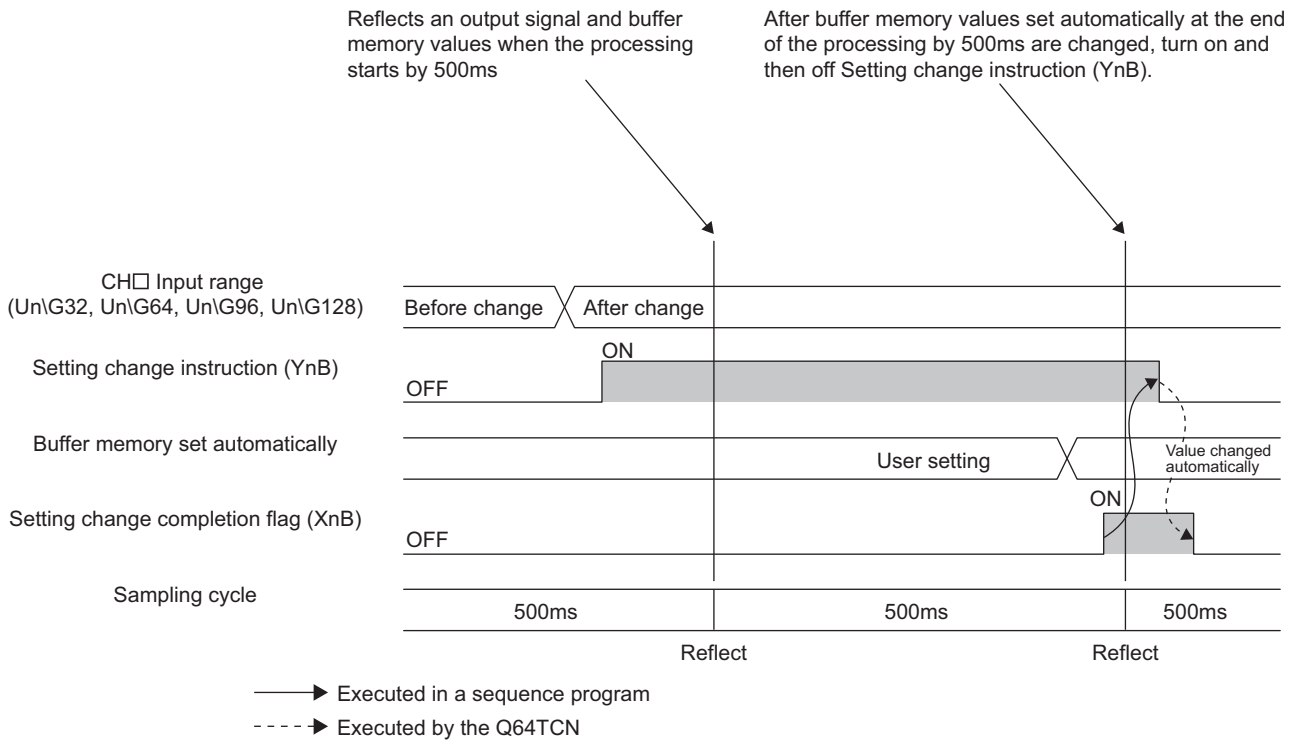 Reflects an output signal and buffer
memory values when the processing
starts by 500ms
After buffer memory values set automatically at the end
of the processing by 500ms are changed, turn on and
then off Setting change instruction (YnB).
CH□ Input range
(Un\G32, Un\G64, Un\G96, Un\G128)
Before change
After change
Setting change instruction (YnB)
OFF
ON
Buffer memory set automatically
User setting
Value changed
automatically
Setting change completion flag (XnB)
OFF
ON
Sampling cycle
500ms
500ms
500ms
Reflect
Reflect
Executed in a sequence program
Executed by the Q64TCN